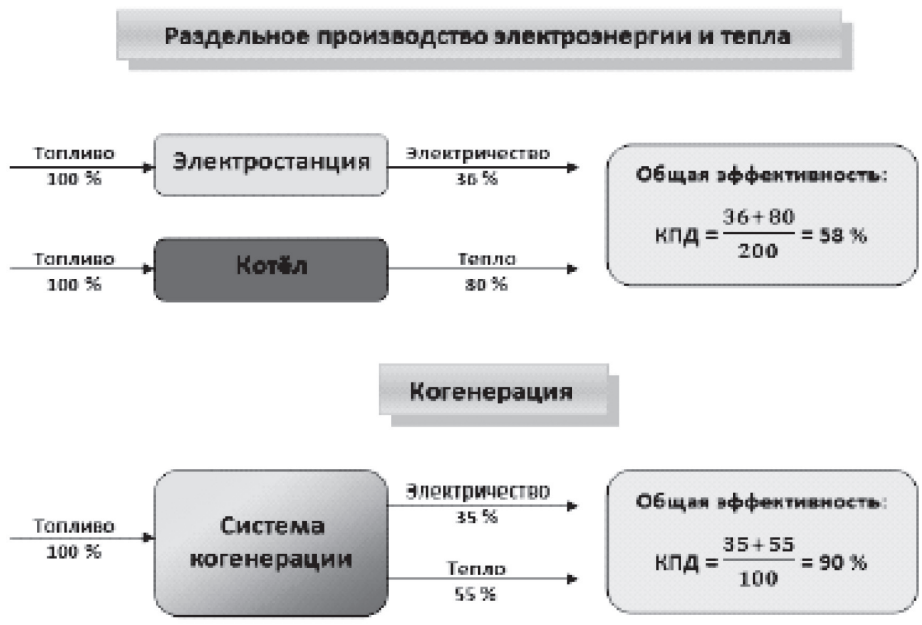 Раздельное производство электроэнергии и тепла
Топливо
100 %
Электростанция
Электричество
36 %
Топливо
100 %
Котёл
Тепло
80 %
Общая эффективность:
КПД = 36+80 / 200 = 58 %
Когенерация
Топливо
100 %
Система
когенерации
Электричество
35 %
Тепло
55 %
Общая эффективность:
КПД = 35+55 / 100 = 90 %